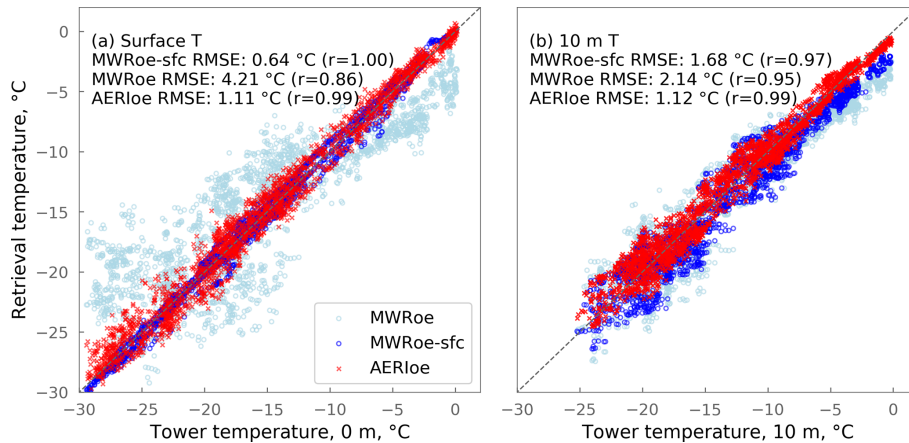 (a) Surface T
MWRoe-sfc RMSE: 0.64 °C (r=1.00)
MWRoe RMSE: 4.21 °C (r=0.86)
AERIoe RMSE: 1.11 °C (r=0.99)
(b) 10 m T
MWRoe-sfc RMSE: 1.68 °C (r=0.97)
MWRoe RMSE: 2.14 °C (r=0.95)
AERIoe RMSE: 1.12 °C (r=0.99)
Retrieval temperature, °C
0
−5
−10
−15
−20
−25
−30
MWRoe
MWRoe-sfc
AERIoe
−30 −25 −20 −15 −10 −5 0
Tower temperature, 0 m, °C
−30 −25 −20 −15 −10 −5 0
Tower temperature, 10 m, °C